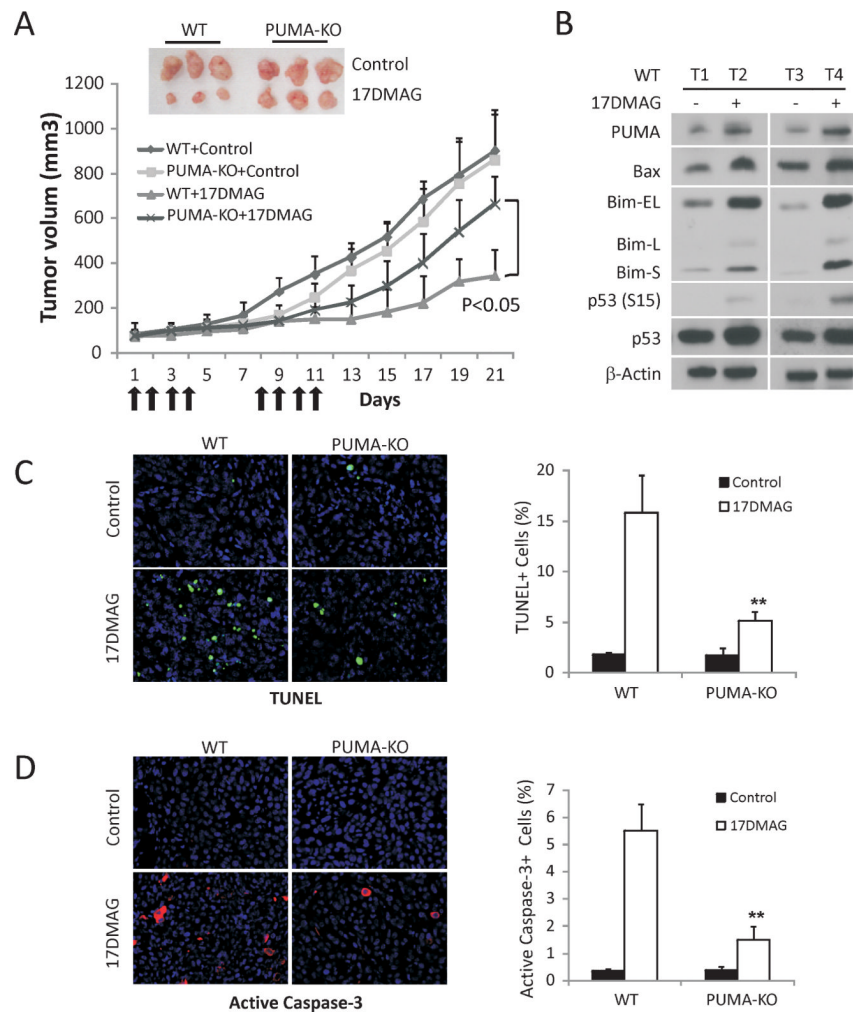 A
WT PUMA-KO
Control
17DMAG
Tumor volum (mm3)
1200
1000
800
600
400
200
0
WT+Control
PUMA-KO+Control
WT+17DMAG
PUMA-KO+17DMAG
P<0.05
1 3 5 7 9 11 13 15 17 19 21
Days
B
WT T1 T2 T3 T4
17DMAG - + - +
PUMA
Bax
Bim-EL
Bim-L
Bim-S
p53 (S15)
p53
β-Actin
C
WT PUMA-KO
Control
17DMAG
TUNEL
TUNEL+ Cells (%)
20
15
10
5
0
Control
17DMAG
**
WT PUMA-KO
D
WT PUMA-KO
Control
17DMAG
Active Caspase-3
Active Caspase-3+ Cells (%)
7
6
5
4
3
2
1
0
Control
17DMAG
**
WT PUMA-KO